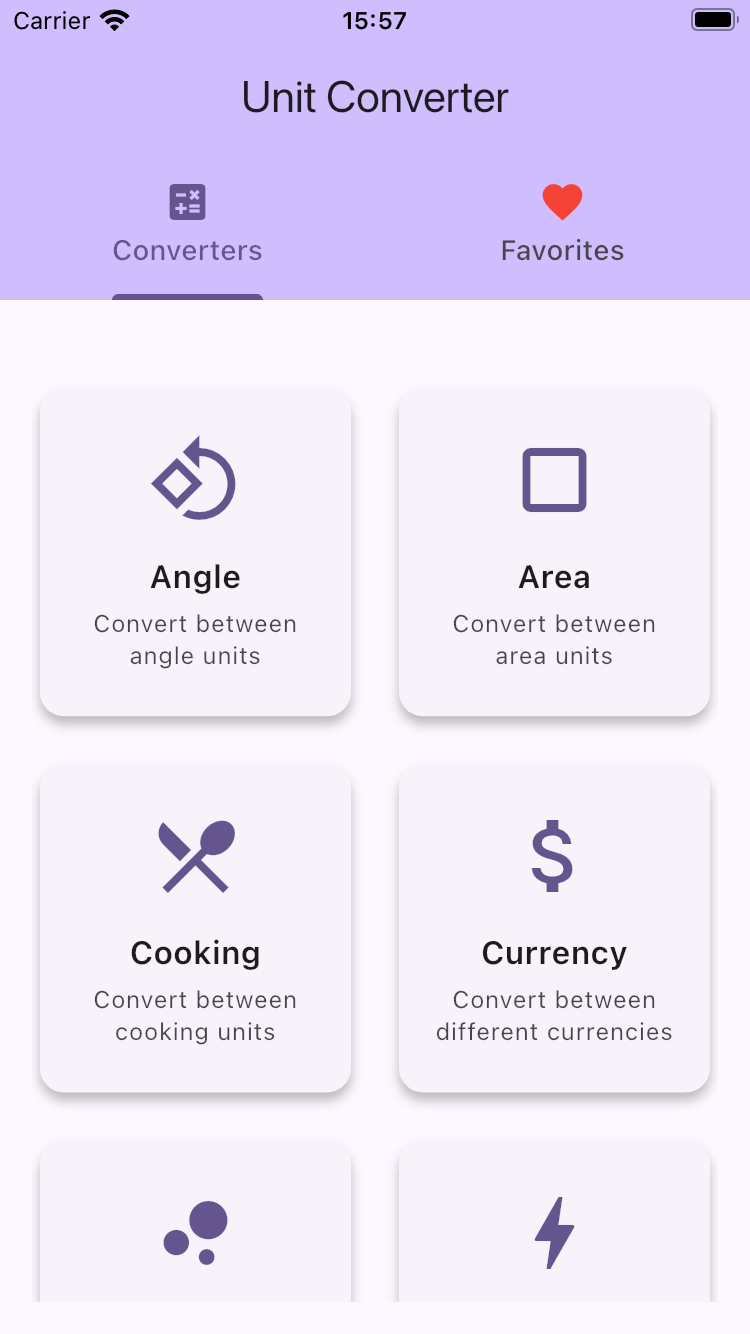 Carrier 15:57
Unit Converter
Converters Favorites
Angle
Convert between
angle units
Area
Convert between
area units
Cooking
Convert between
cooking units
Currency
Convert between
different currencies